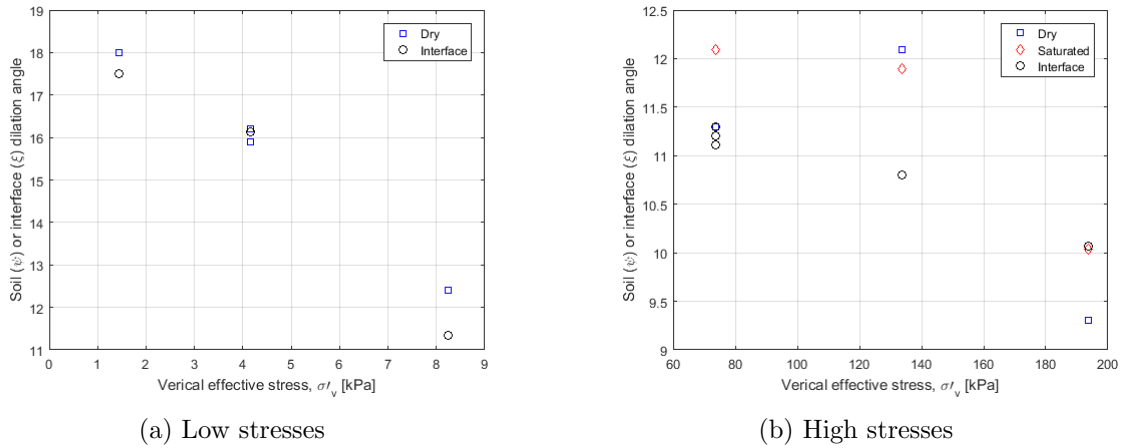 19
18
17
16
15
14
13
12
11
0 1 2 3 4 5 6 7 8 9
Soil (ψ) or interface (ξ) dilation angle
Verical effective stress, σ′v [kPa]
Dry
Interface
(a) Low stresses
12.5
12
11.5
11
10.5
10
9.5
9
60 80 100 120 140 160 180 200
Soil (ψ) or interface (ξ) dilation angle
Verical effective stress, σ′v [kPa]
Dry
Saturated
Interface
(b) High stresses